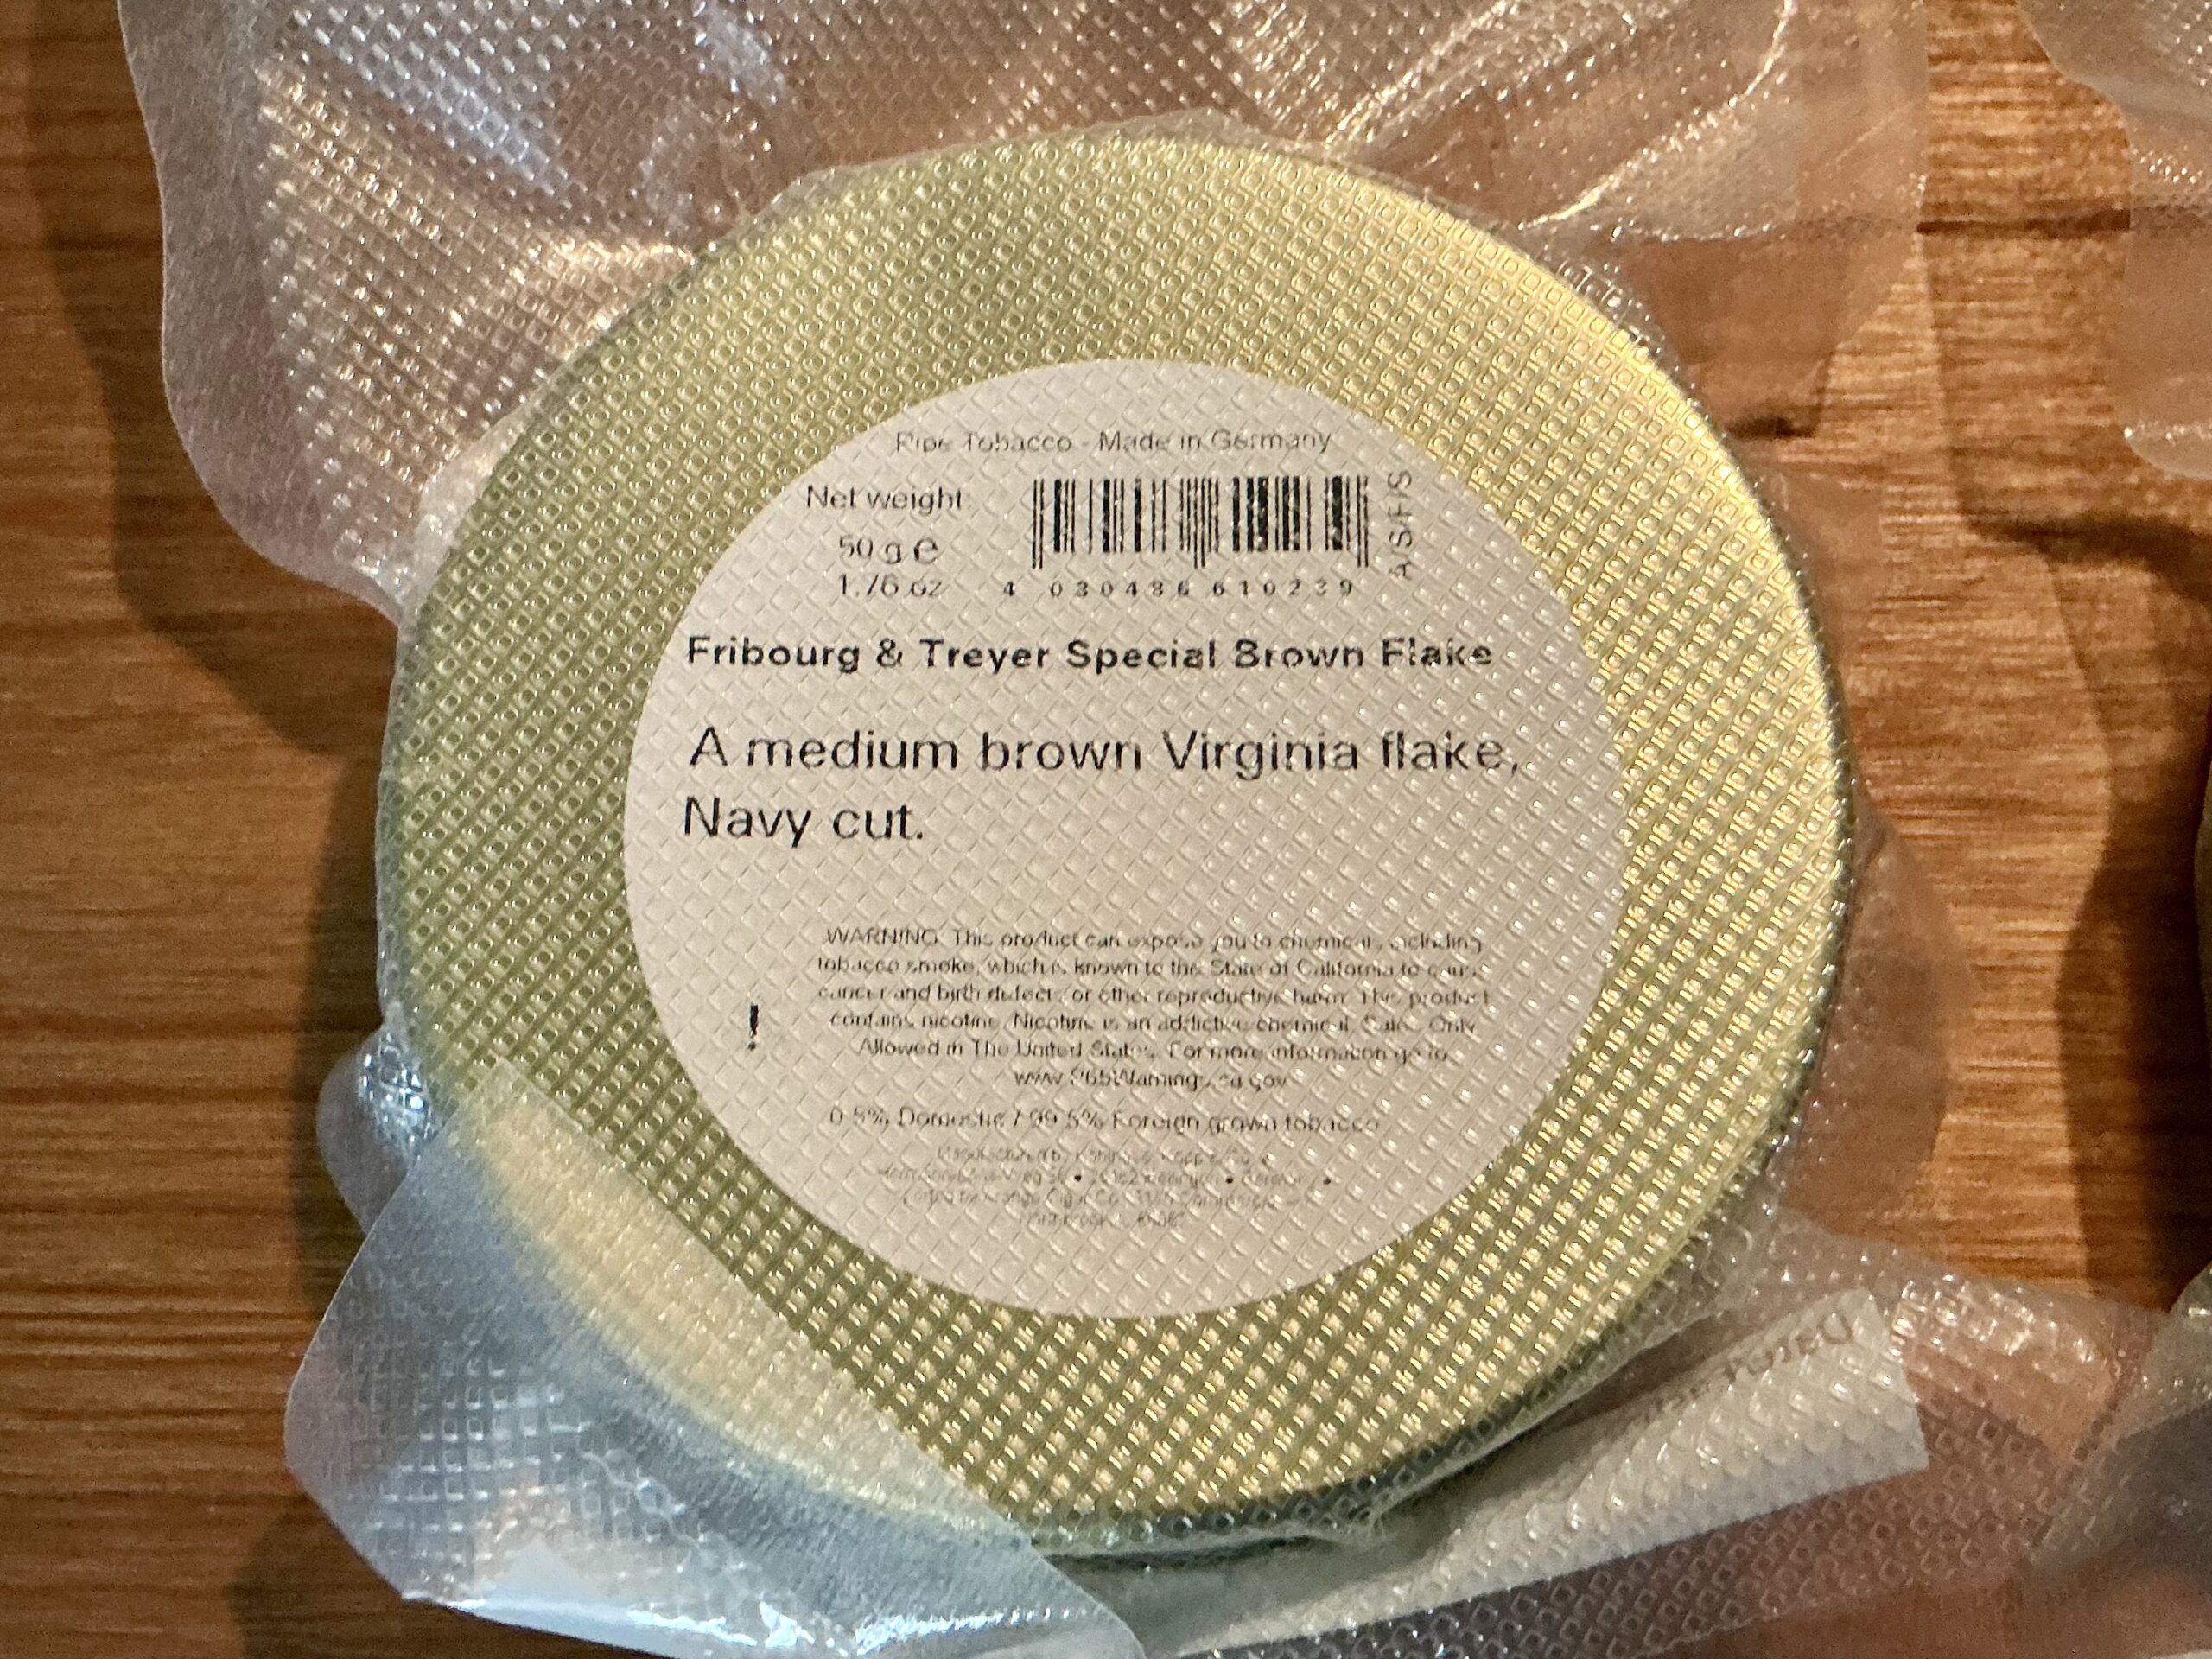 Pipe Tobacco - Made in Germany
Net weight
50 g e
1.76 oz
A/S/F/S
4 030486 610239
Fribourg & Treyer Special Brown Flake
A medium brown Virginia flake,
Navy cut.
WARNING: This product can expose you to chemicals, including
tobacco smoke, which is known to the State of California to cause
cancer and birth defects or other reproductive harm. This product
contains nicotine. Nicotine is an addictive chemical. Sales Only
!
Allowed in The United States. For more information go to
www.P65Warnings.ca.gov
0.5% Domestic / 99.5% Foreign grown tobacco
Manufactured by
Germany